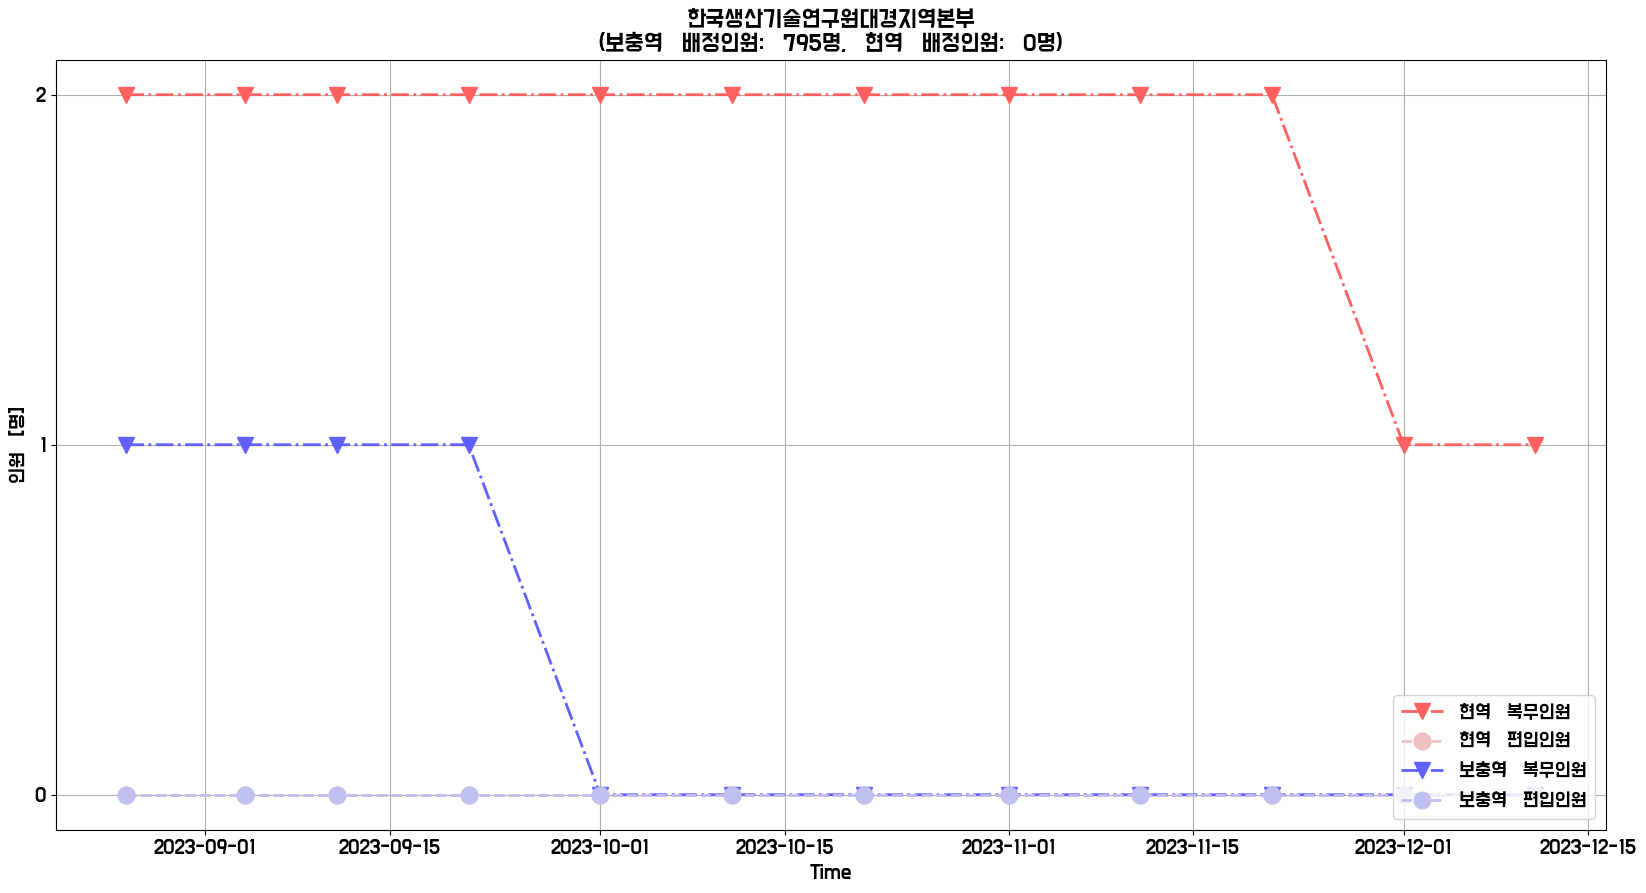 한국생산기술연구원대경지역본부
(보충역 배정인원: 795명, 현역 배정인원: 0명)
인원 [명]
2
1
0
현역 복무인원
현역 편입인원
보충역 복무인원
보충역 편입인원
2023-09-01
2023-09-15
2023-10-01
2023-10-15
2023-11-01
2023-11-15
2023-12-01
2023-12-15
Time